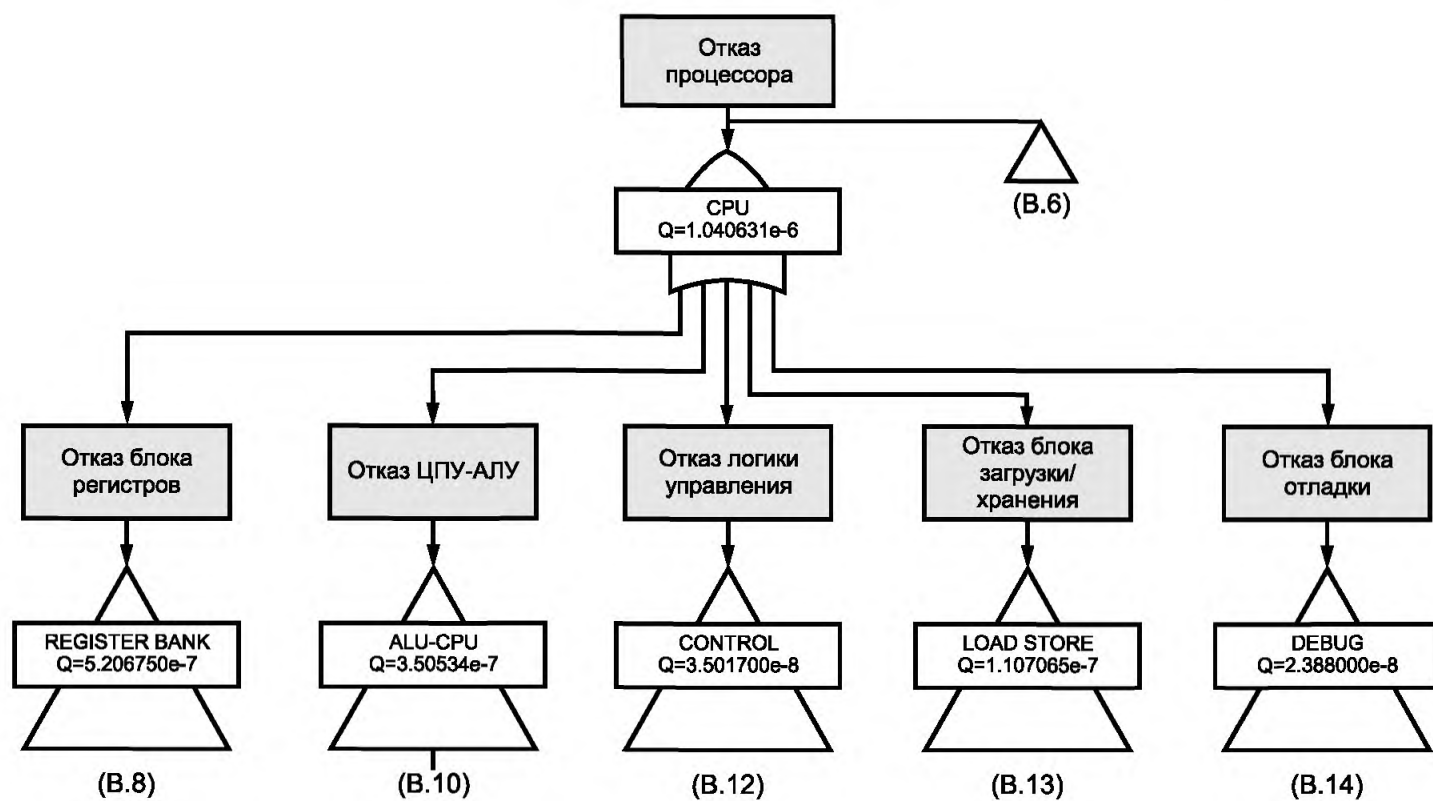 Отказ
процессора
(B.6)
CPU
Q=1.040631e-6
Отказ блока
регистров
Отказ ЦПУ-АЛУ
Отказ логики
управления
Отказ блока
загрузки/
хранения
Отказ блока
отладки
REGISTER BANK
Q=5.206750e-7
ALU-CPU
Q=3.50534e-7
CONTROL
Q=3.501700e-8
LOAD STORE
Q=1.107065e-7
DEBUG
Q=2.388000e-8
(B.8)
(B.10)
(B.12)
(B.13)
(B.14)